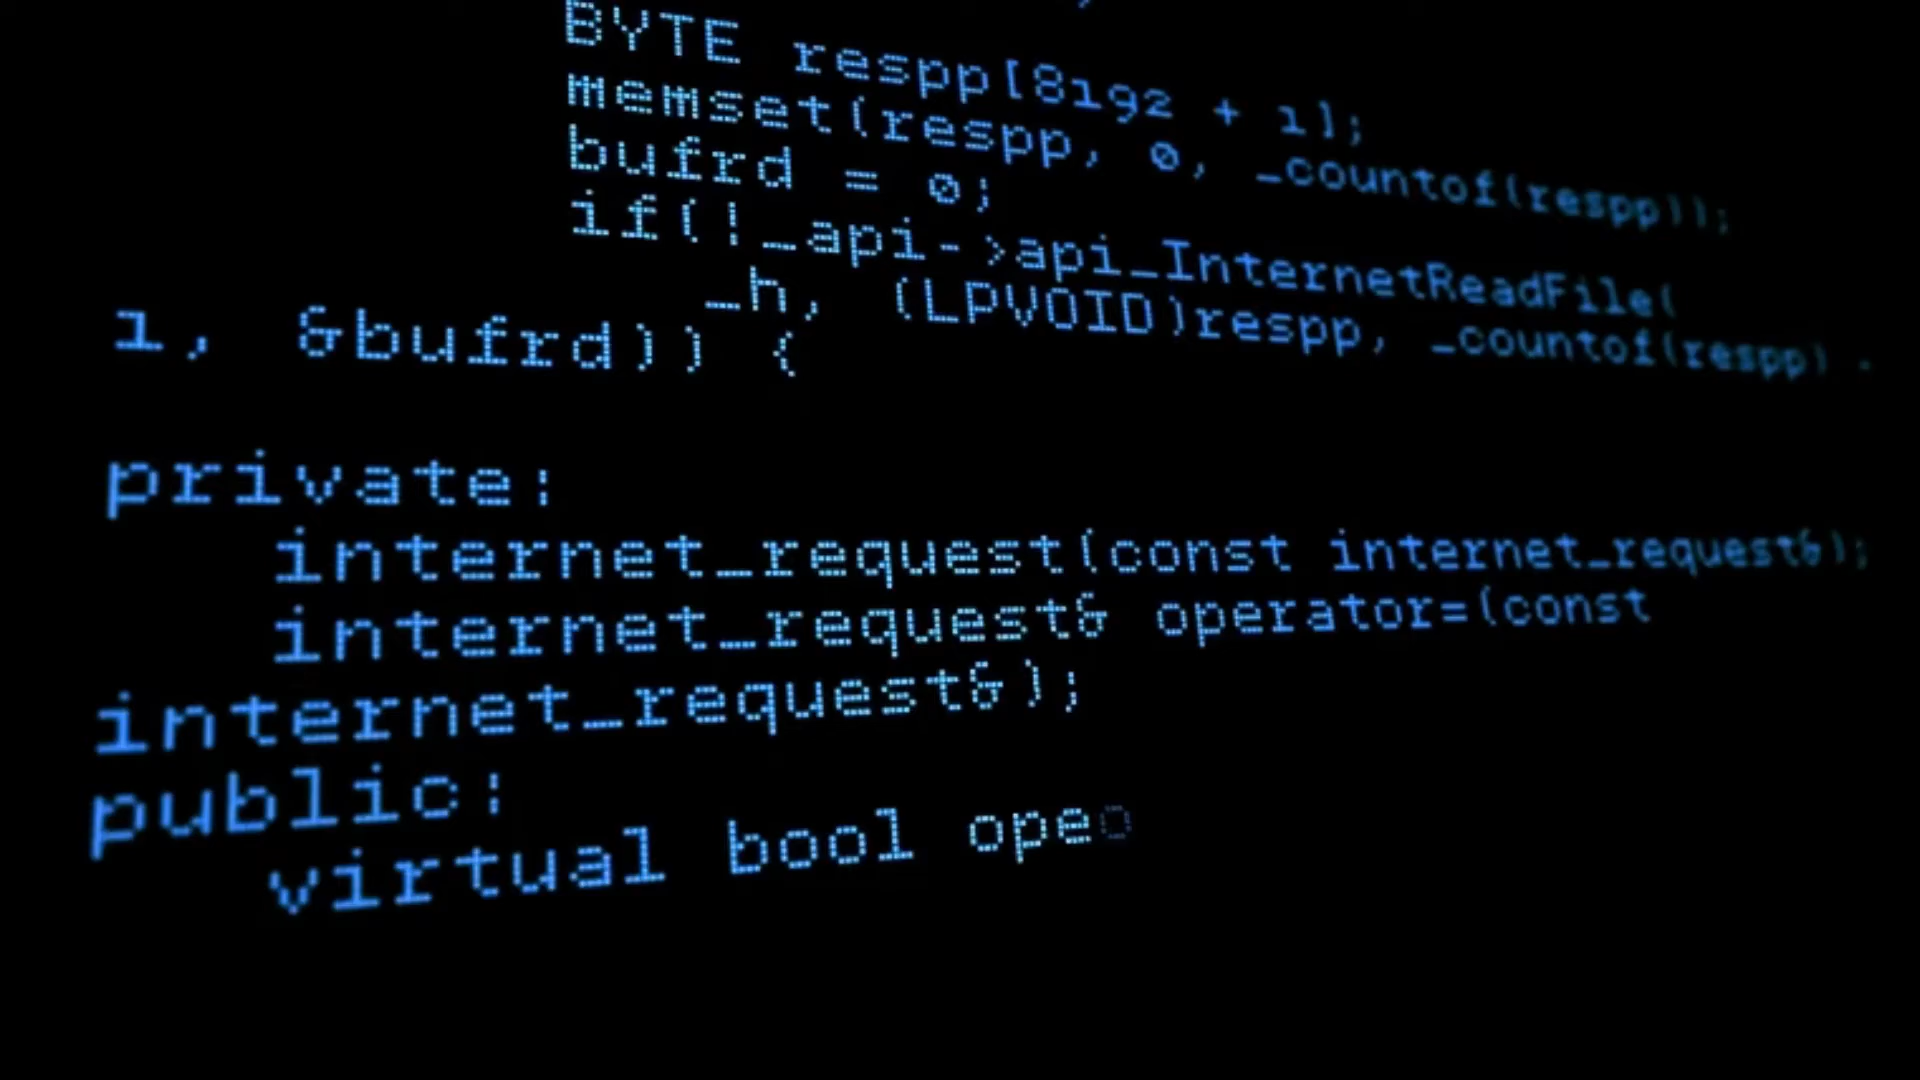 BYTE respp[8192 + 1];
memset(respp, 0, _countof(respp));
bufrd = 0;
if(!_api->api_InternetReadFile(
_h, (LPVOID)respp, _countof(respp) -
1, &bufrd)) {
private:
internet_request(const internet_request&);
internet_request& operator=(const
internet_request&);
public:
virtual bool ope